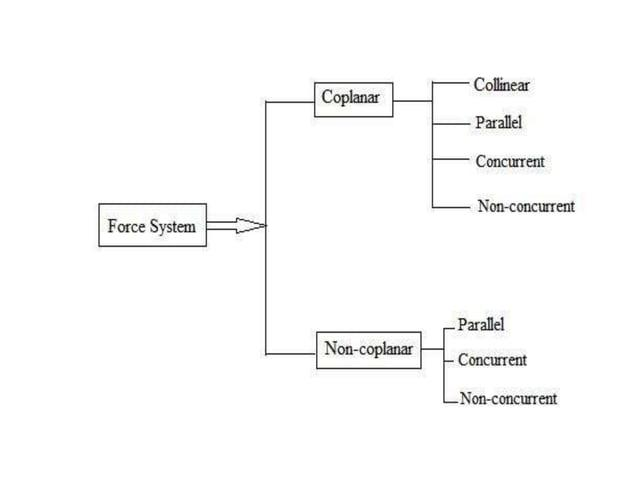 Force System
Coplanar
Collinear
Parallel
Concurrent
Non-concurrent
Non-coplanar
Parallel
Concurrent
Non-concurrent